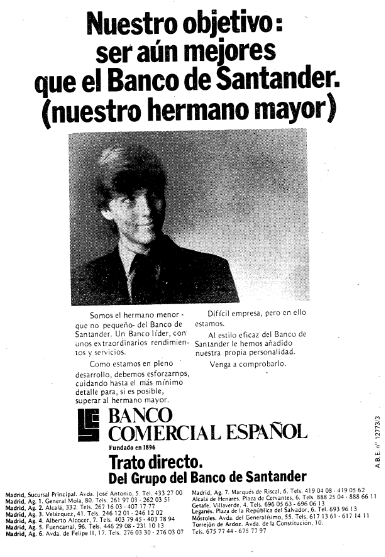 Nuestro objetivo:
ser aún mejores
que el Banco de Santander.
(nuestro hermano mayor)
Somos el hermano menor -
que no pequeño- del Banco de
Santander. Un Banco líder, con
unos extraordinarios rendimien-
tos y servicios.
Como estamos en pleno
desarrollo, debemos esforzarnos,
cuidando hasta el más mínimo
detalle para, si es posible,
superar al hermano mayor.
Difícil empresa, pero en ello
estamos.
Al estilo eficaz del Banco de
Santander le hemos añadido
nuestra propia personalidad.
Venga a comprobarlo.
BANCO
COMERCIAL ESPAÑOL
Fundado en 1896
Trato directo.
Del Grupo del Banco de Santander
Madrid, Sucursal Principal. Avda. José Antonio, 5. Tel. 433 27 00
Madrid, Ag. 1. General Mola, 80. Tels. 261 97 03 - 262 03 51
Madrid, Ag. 2. Alcalá, 332. Tels. 267 16 03 - 407 17 77
Madrid, Ag. 3. Velázquez, 41. Tels. 246 12 01 - 246 12 02
Madrid, Ag. 4. Alberto Alcocer, 7. Tels. 403 79 45 - 403 78 94
Madrid, Ag. 5. Fuencarral, 96. Tels. 446 29 08 - 231 10 13
Madrid, Ag. 6. Avda. de Felipe II, 17. Tels. 276 03 30 - 276 03 07
Madrid, Ag. 7. Marqués de Riscal, 6. Tels. 419 04 08 - 419 05 62
Alcalá de Henares. Plaza de Cervantes, 6. Tels. 888 25 04 - 888 66 11
Getafe. Villaverde, 4. Tels. 696 05 63 - 696 06 13
Leganés. Plaza de la República del Salvador, 6. Tel. 693 96 13
Móstoles. Avda. del Generalísimo, 55. Tels. 617 13 61 - 617 14 11
Torrejón de Ardoz. Avda. de la Constitución, 10.
Tels. 675 77 44 - 675 77 97
A.B.E. nº 12773/3